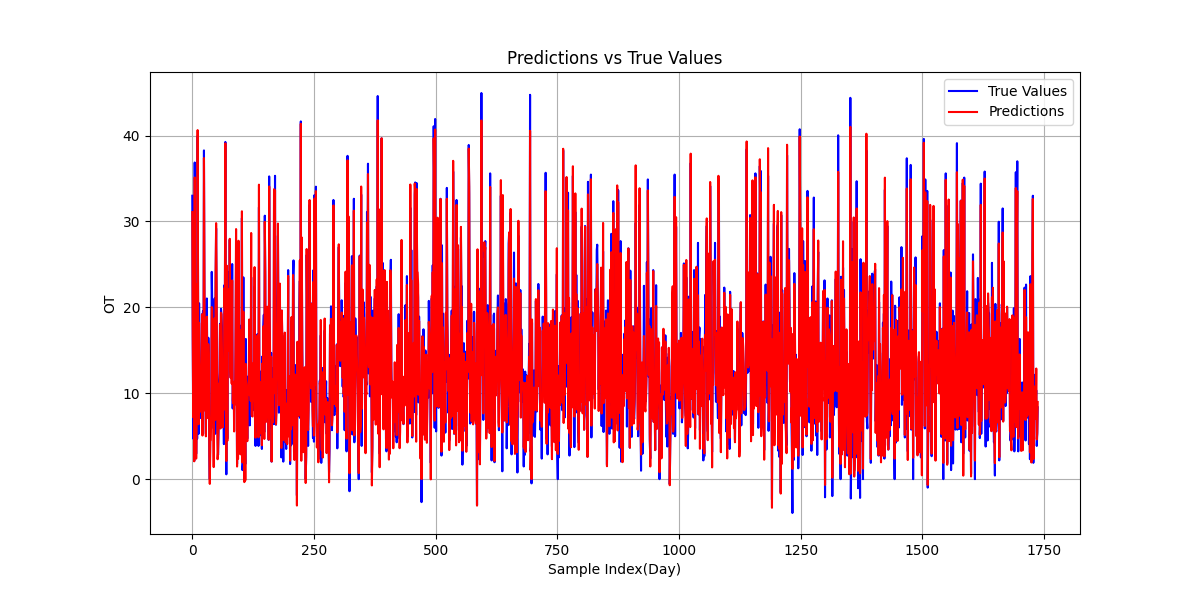 Predictions vs True Values
True Values
Predictions
OT
40
30
20
10
0
0 250 500 750 1000 1250 1500 1750
Sample Index(Day)